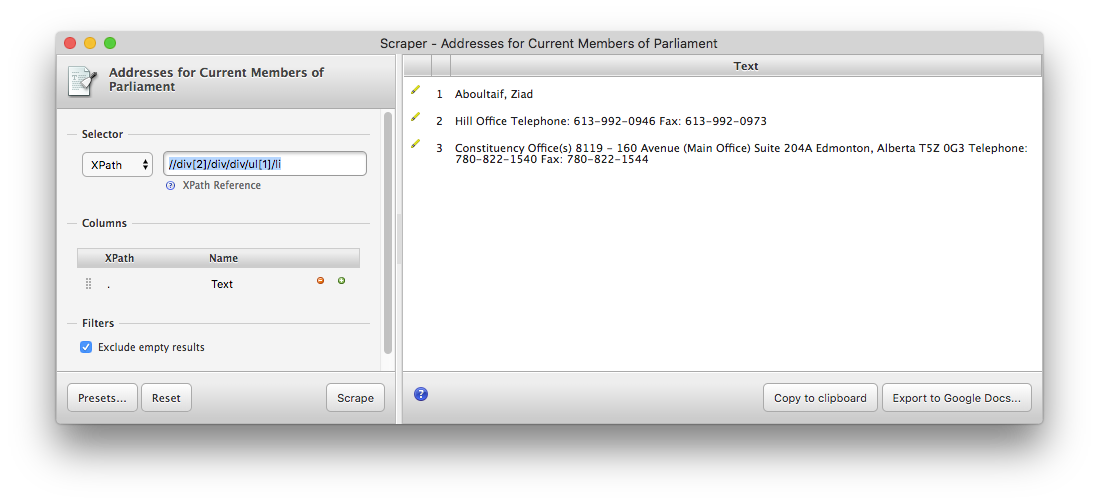 Scraper - Addresses for Current Members of Parliament
Addresses for Current Members of
Parliament
Selector
XPath
//div[2]/div/div/ul[1]/li
XPath Reference
Columns
XPath Name
. Text
Filters
Exclude empty results
Presets... Reset Scrape
Text
1 Aboultaif, Ziad
2 Hill Office Telephone: 613-992-0946 Fax: 613-992-0973
3 Constituency Office(s) 8119 - 160 Avenue (Main Office) Suite 204A Edmonton, Alberta T5Z 0G3 Telephone:
780-822-1540 Fax: 780-822-1544
Copy to clipboard Export to Google Docs...